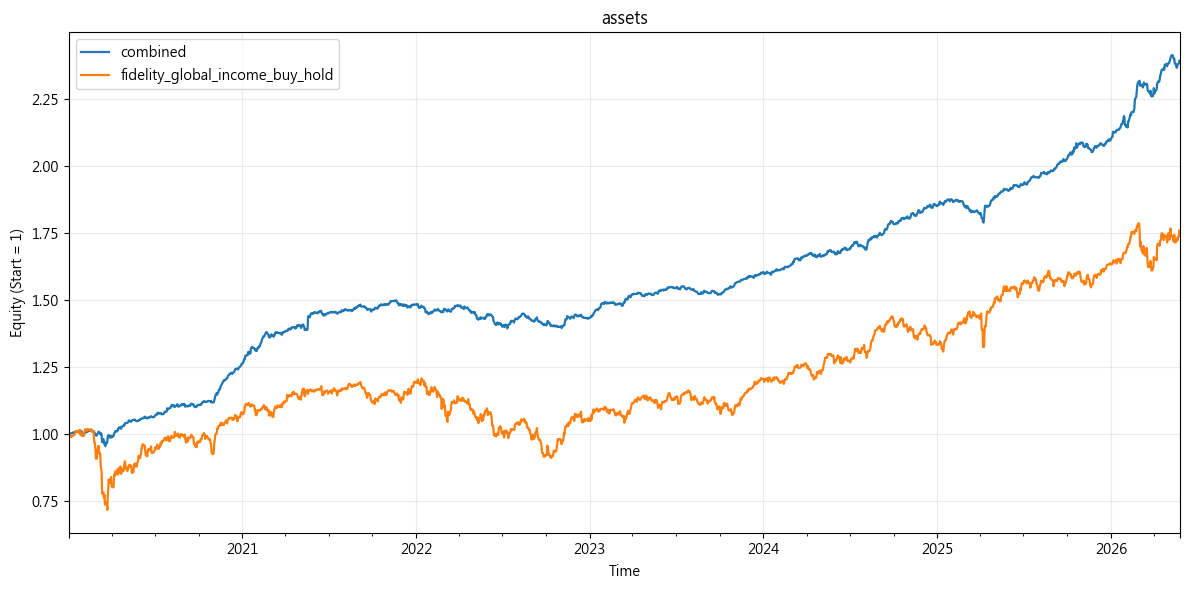 assets
combined
fidelity_global_income_buy_hold
Equity (Start = 1)
2.25
2.00
1.75
1.50
1.25
1.00
0.75
2021 2022 2023 2024 2025 2026
Time